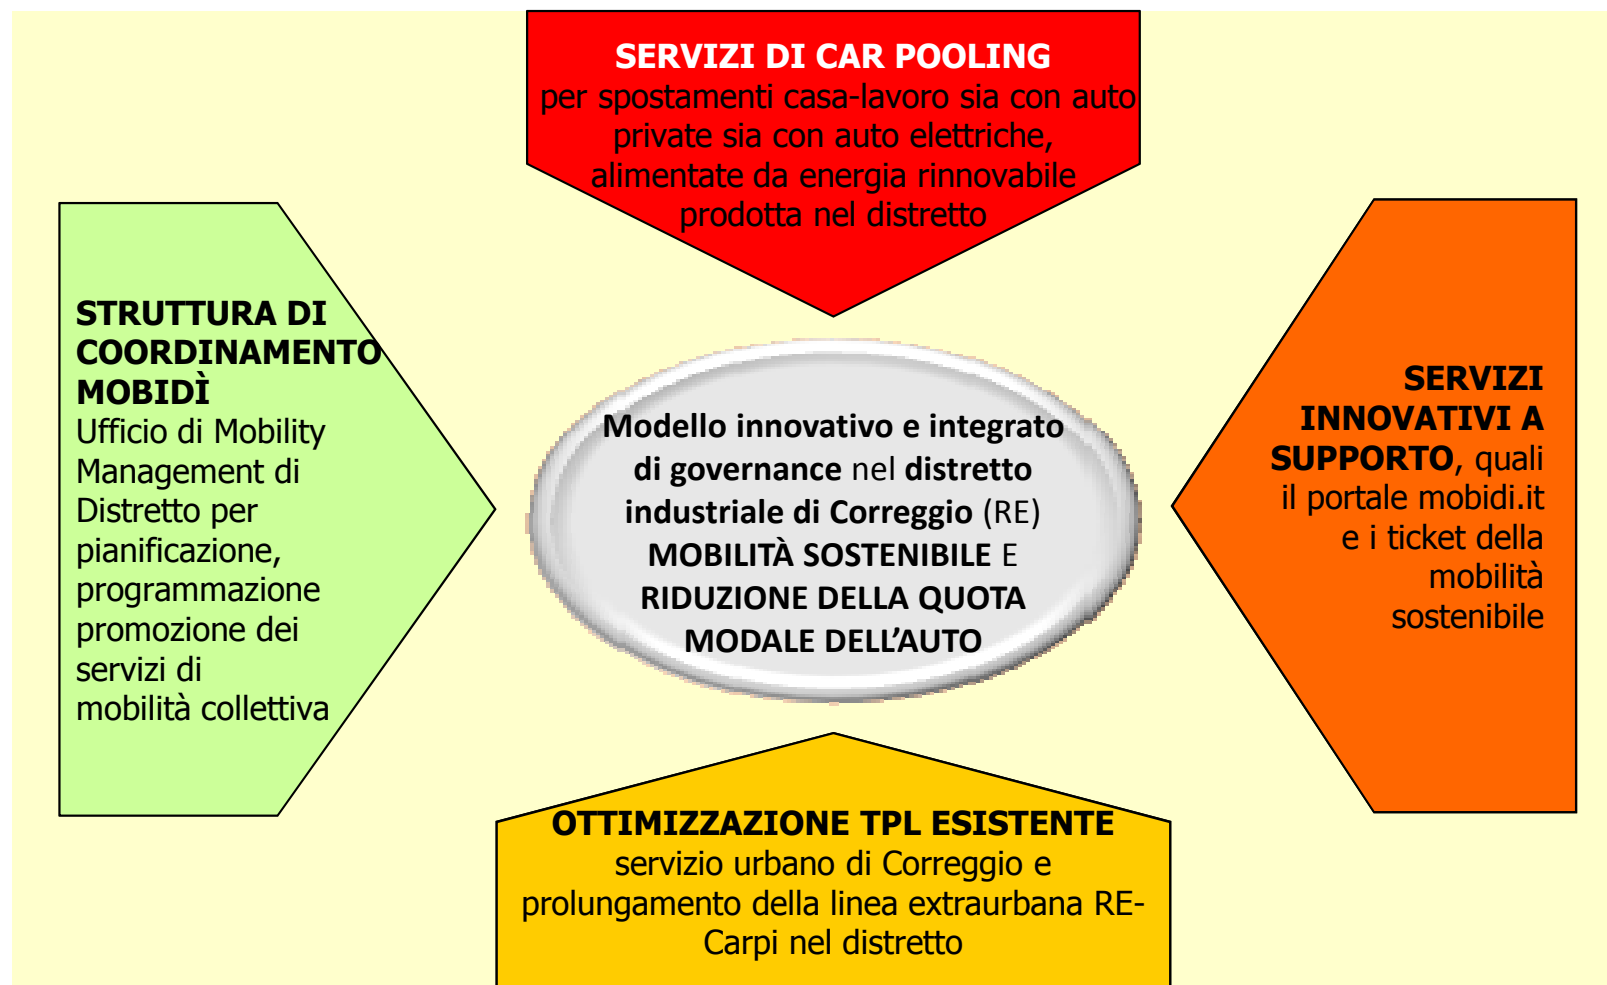 SERVIZI DI CAR POOLING
per spostamenti casa-lavoro sia con auto
private sia con auto elettriche,
alimentate da energia rinnovabile
prodotta nel distretto
STRUTTURA DI
COORDINAMENTO
MOBIDÌ
Ufficio di Mobility
Management di
Distretto per
pianificazione,
programmazione
promozione dei
servizi di
mobilità collettiva
Modello innovativo e integrato
di governance nel distretto
industriale di Correggio (RE)
MOBILITÀ SOSTENIBILE E
RIDUZIONE DELLA QUOTA
MODALE DELL’AUTO
SERVIZI
INNOVATIVI A
SUPPORTO, quali
il portale mobidi.it
e i ticket della
mobilità
sostenibile
OTTIMIZZAZIONE TPL ESISTENTE
servizio urbano di Correggio e
prolungamento della linea extraurbana RE-
Carpi nel distretto